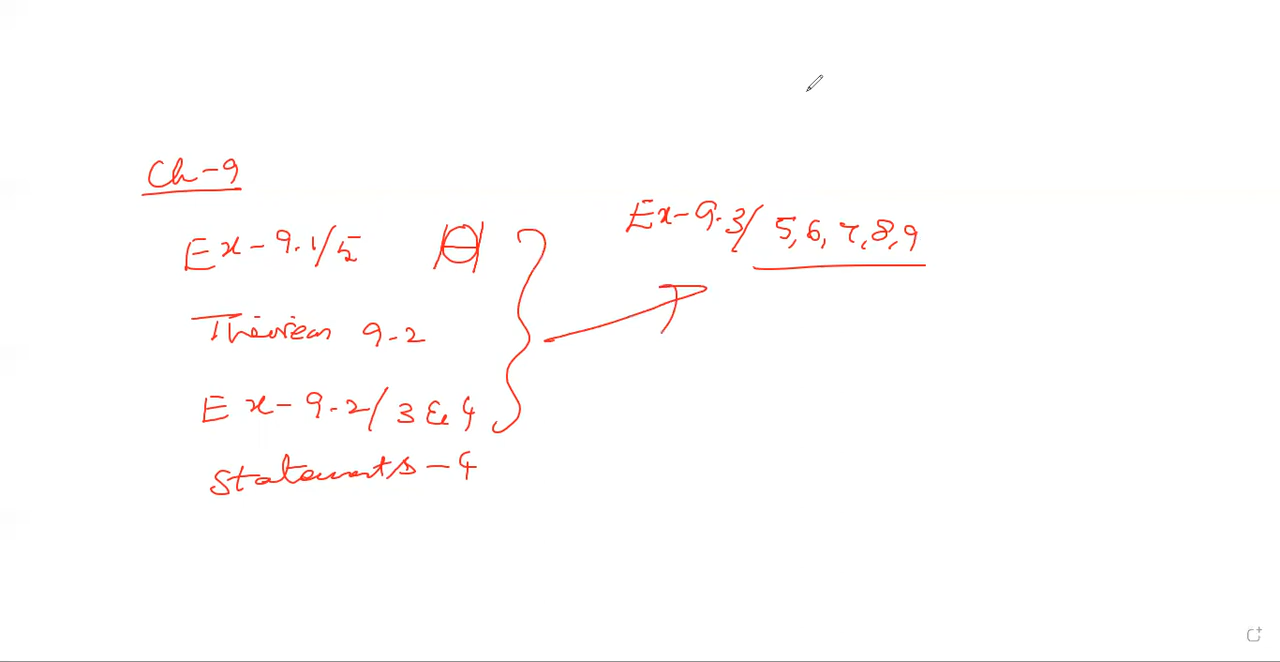 Ch-9
Ex-9.1/5
Theorem 9.2
Ex-9.2/3 & 4
Statements-4
Ex-9.3/5,6,7,8,9